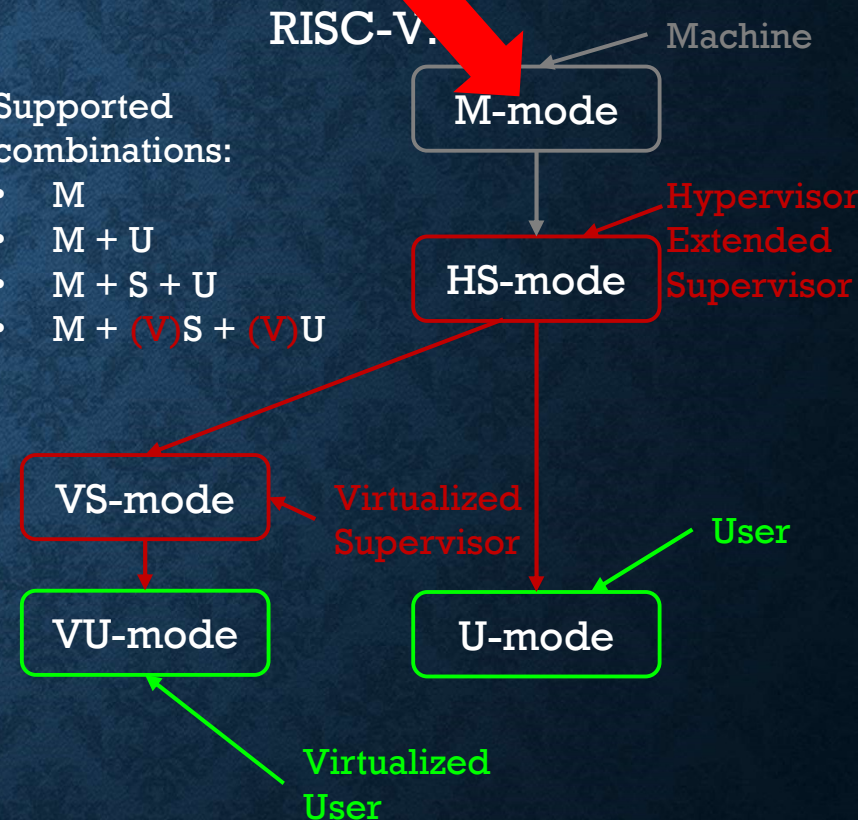 RISC-V:
Machine
M-mode
Supported
combinations:
• M
• M + U
• M + S + U
• M + (V)S + (V)U
Hypervisor
Extended
Supervisor
HS-mode
VS-mode
Virtualized
Supervisor
User
VU-mode
U-mode
Virtualized
User